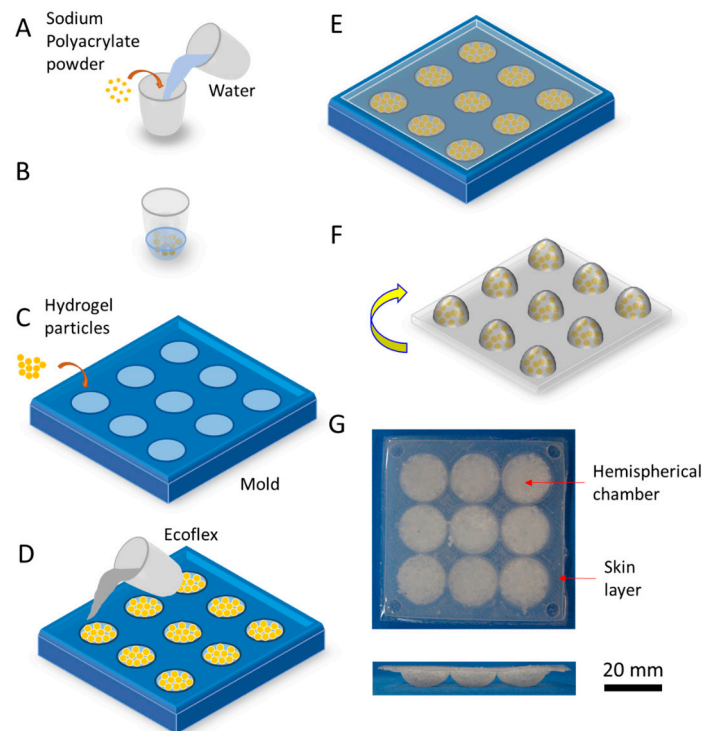 A
Sodium
Polyacrylate
powder
Water
B
C
Hydrogel
particles
Mold
D
Ecoflex
E
F
G
Hemispherical
chamber
Skin
layer
20 mm